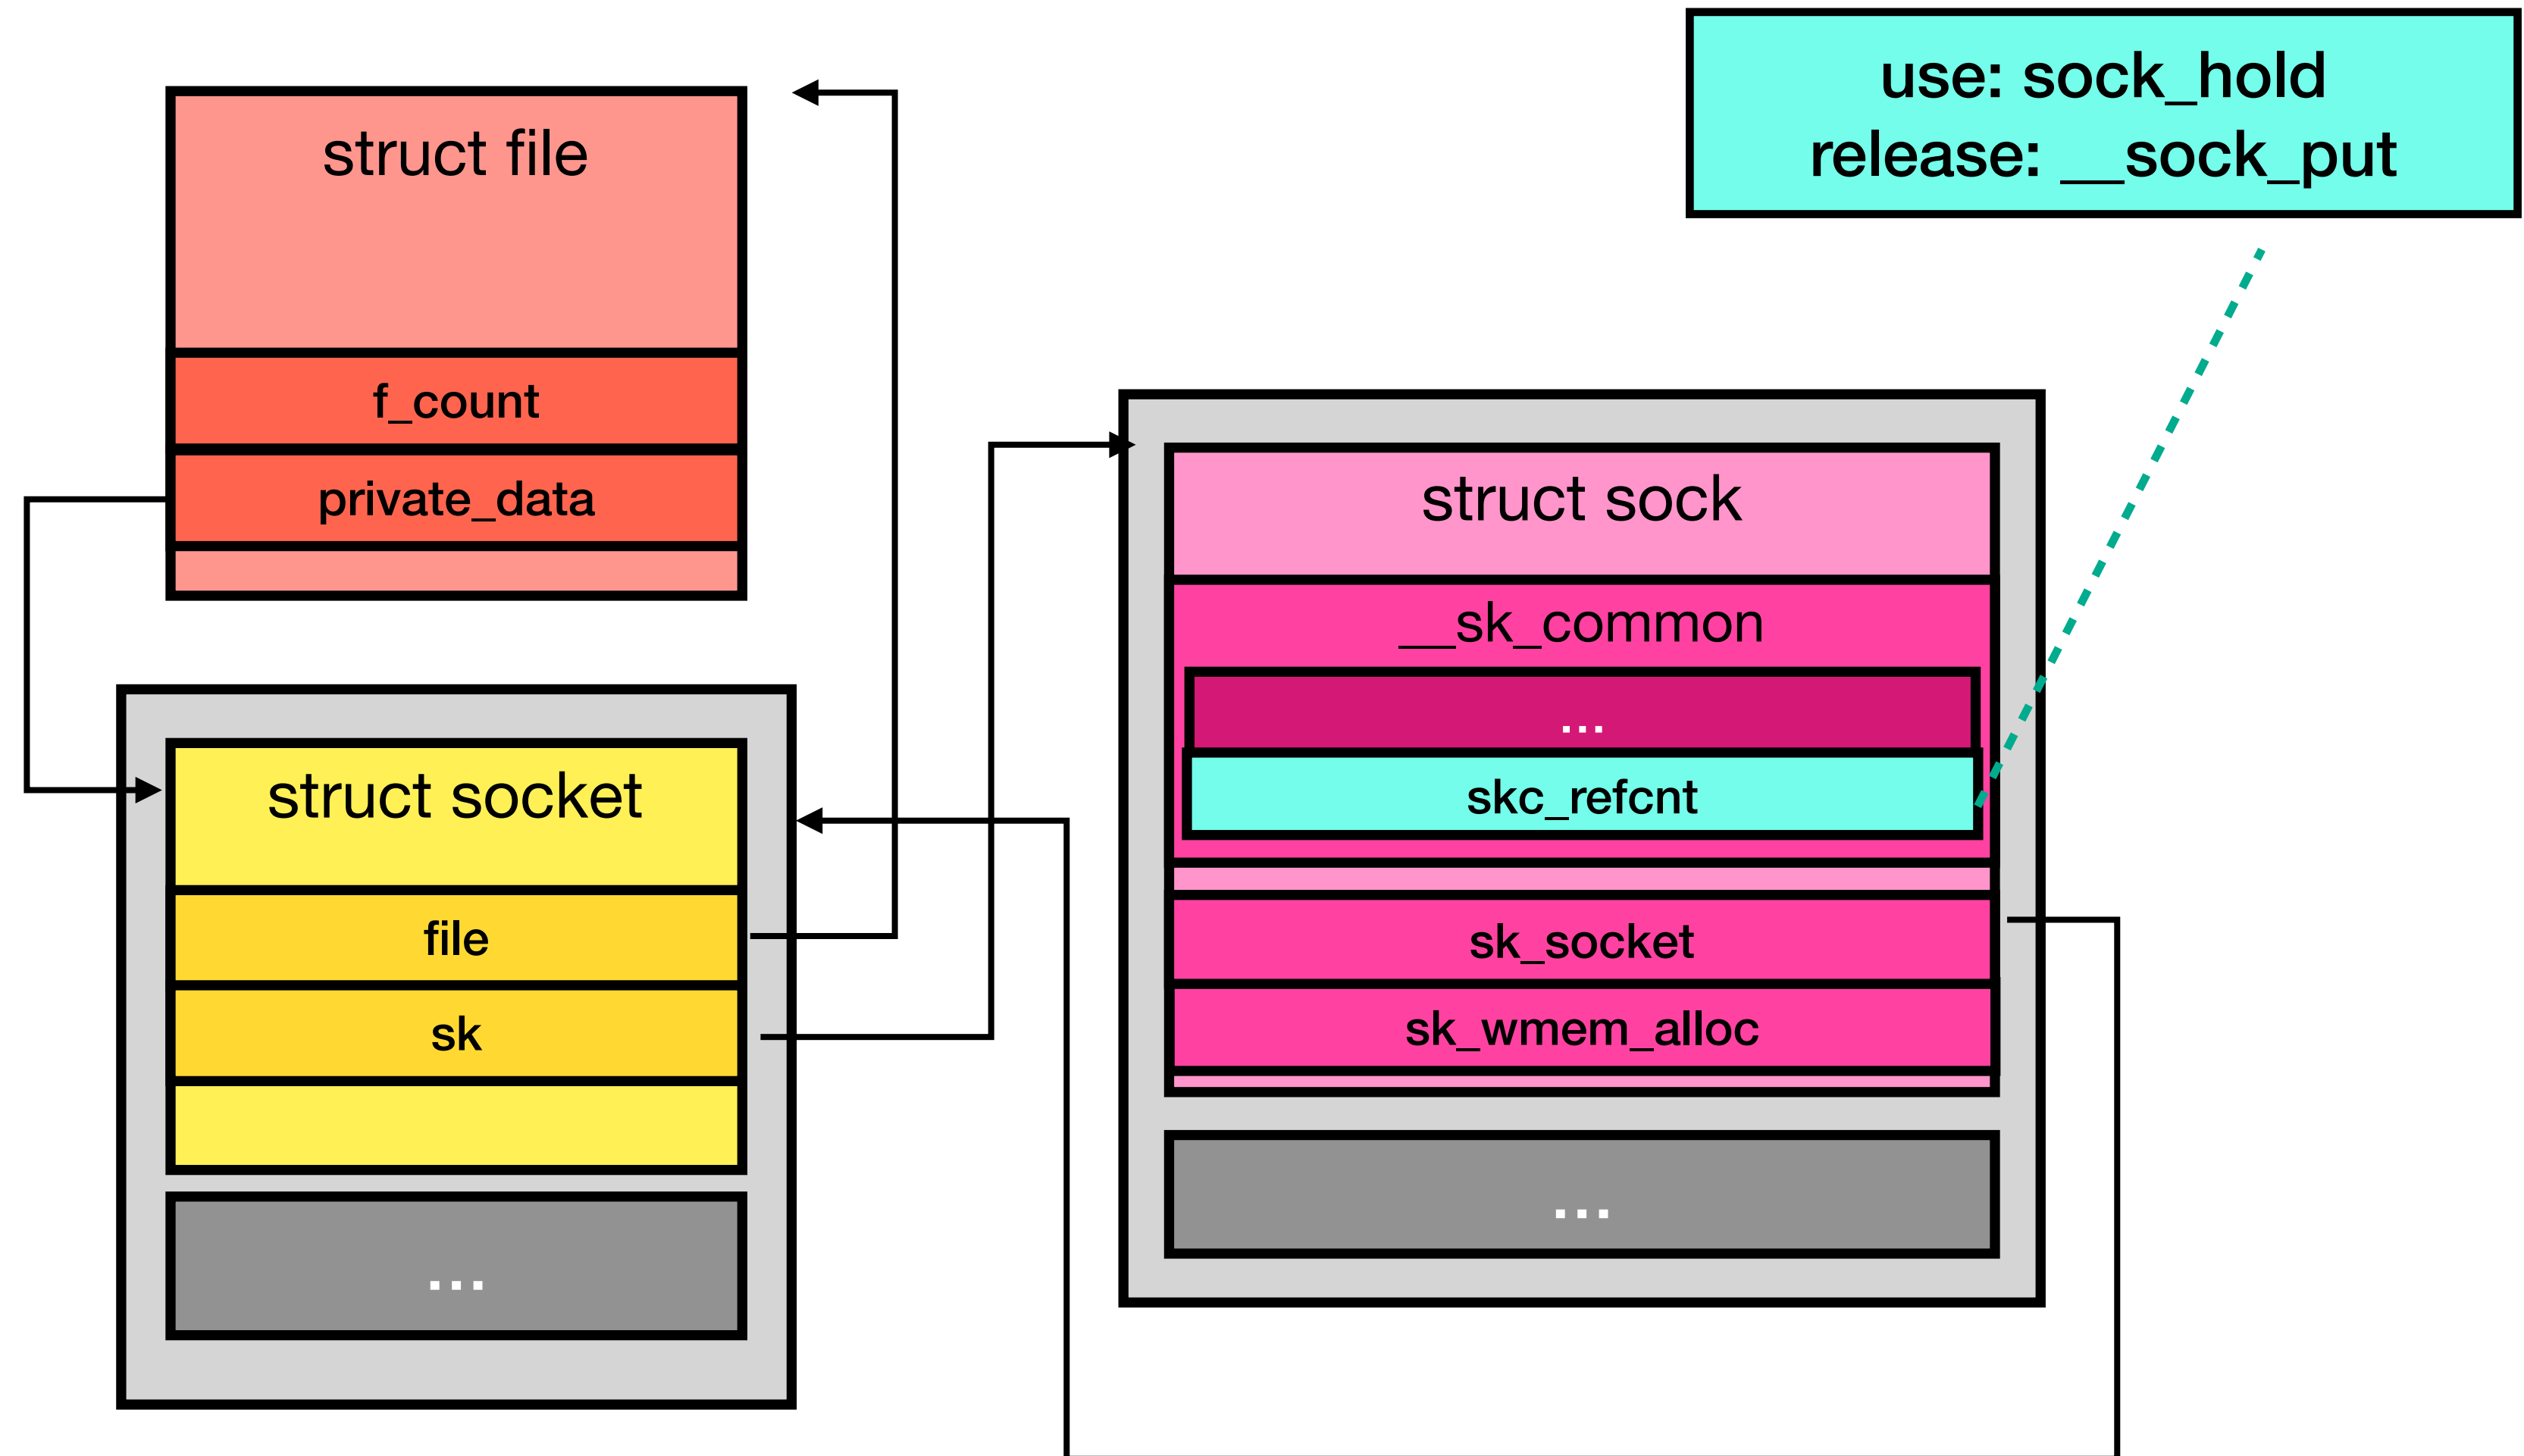 use: sock_hold
release: __sock_put
struct file
f_count
private_data
struct socket
file
sk
...
struct sock
__sk_common
...
skc_refcnt
sk_socket
sk_wmem_alloc
...